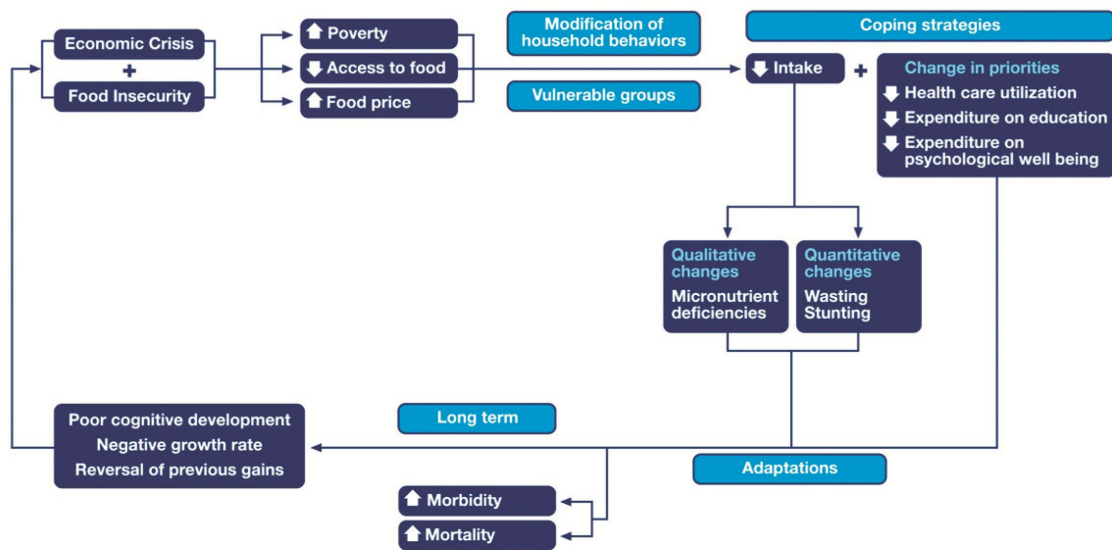 Economic Crisis
+
Food Insecurity
Poverty
Access to food
Food price
Modification of
household behaviors
Vulnerable groups
Coping strategies
Intake
+
Change in priorities
Health care utilization
Expenditure on education
Expenditure on
psychological well being
Qualitative
changes
Micronutrient
deficiencies
Quantitative
changes
Wasting
Stunting
Adaptations
Long term
Poor cognitive development
Negative growth rate
Reversal of previous gains
Morbidity
Mortality